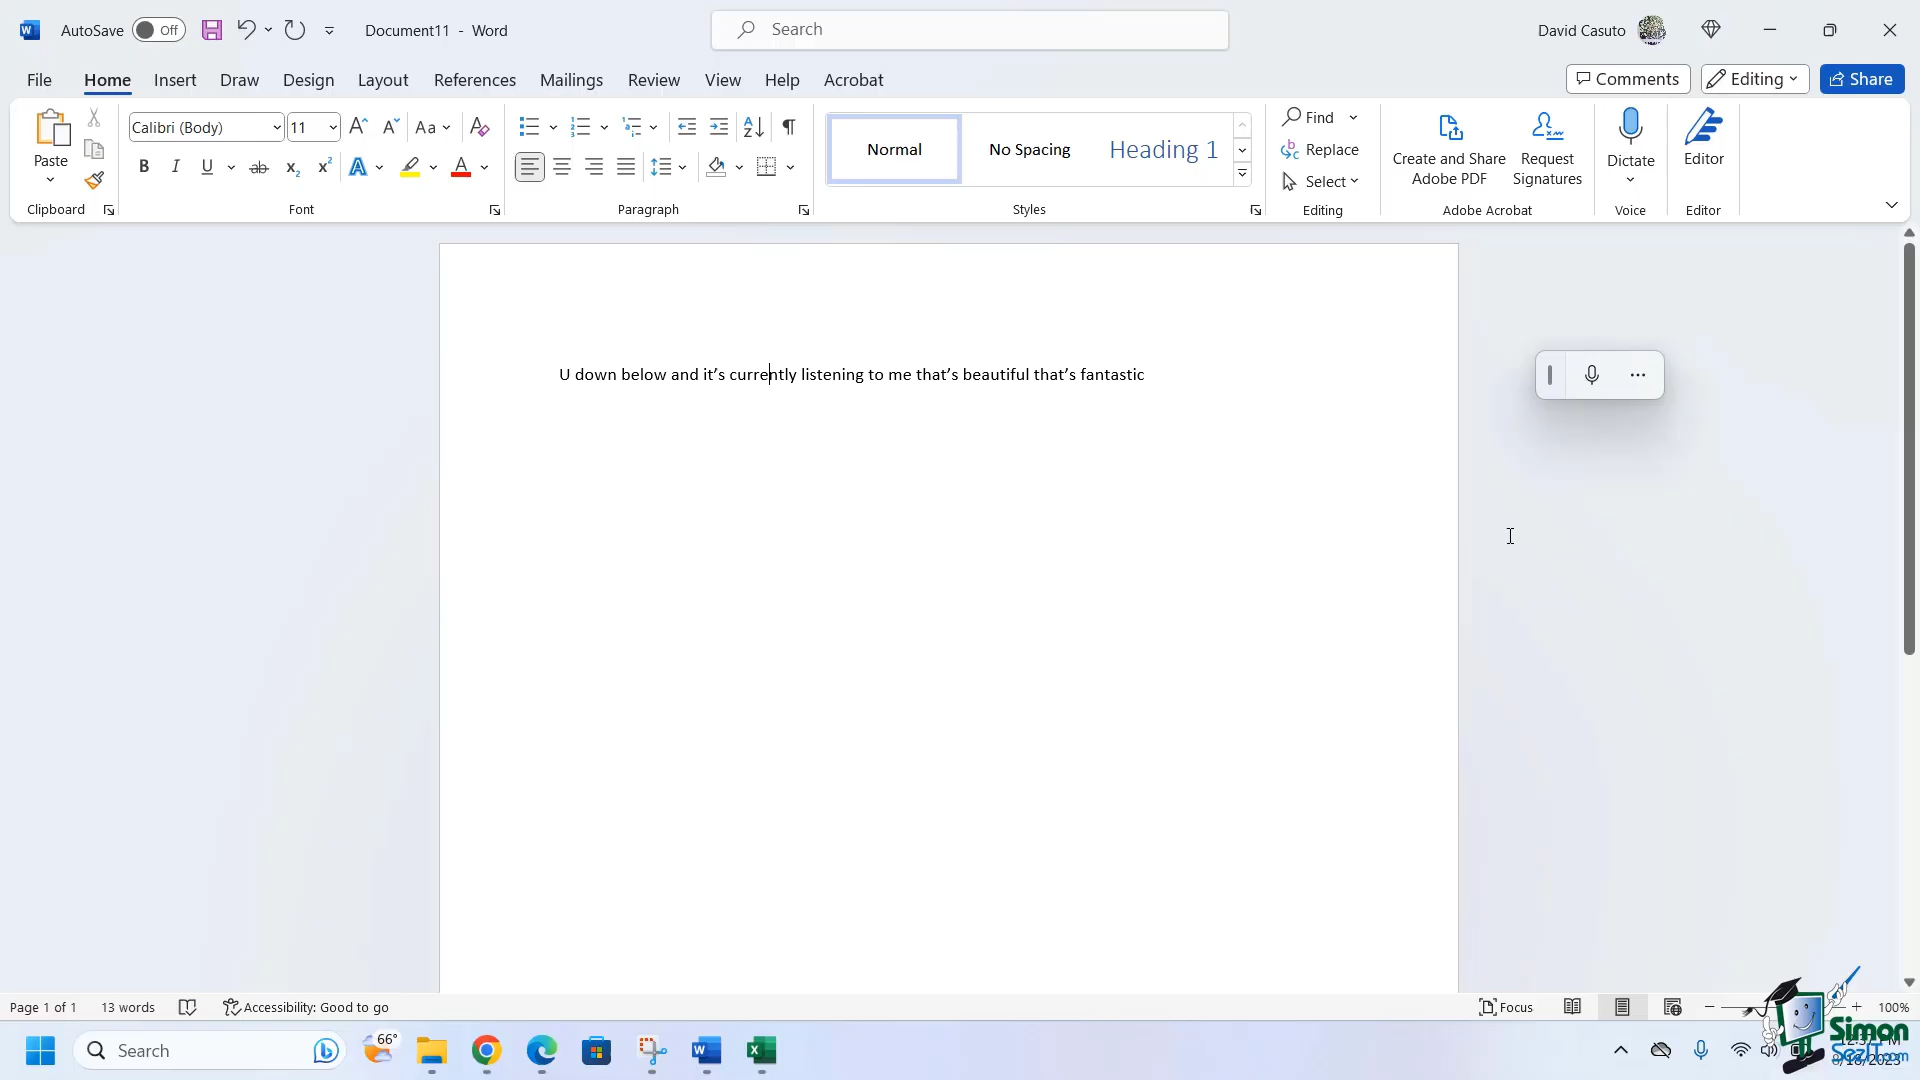 AutoSave Off Document11 - Word Search David Casuto
File Home Insert Draw Design Layout References Mailings Review View Help Acrobat Comments Editing Share
Paste
Clipboard
Calibri (Body) 11 Aa
Font
Paragraph
Normal No Spacing Heading 1
Styles
Find
Replace
Select
Editing
Create and Share
Adobe PDF
Request
Signatures
Adobe Acrobat
Dictate
Voice
Editor
Editor
U down below and it’s currently listening to me that’s beautiful that’s fantastic
Page 1 of 1 13 words Accessibility: Good to go Focus 100%
Search 66°
Simon
SezIT.com